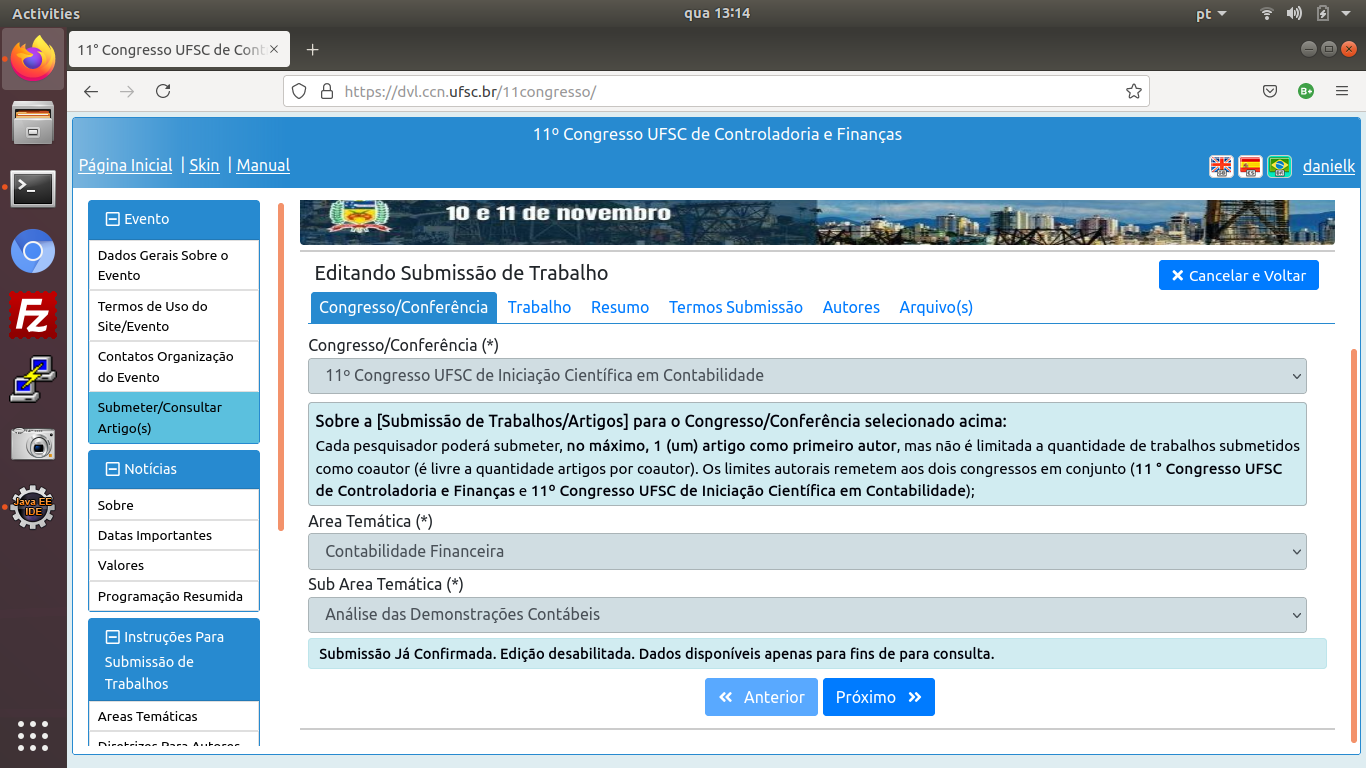 Activities
qua 13:14
pt
11° Congresso UFSC de Cont
https://dvl.ccn.ufsc.br/11congresso/
11º Congresso UFSC de Controladoria e Finanças
Página Inicial | Skin | Manual
danielk
Evento
Dados Gerais Sobre o
Evento
Termos de Uso do
Site/Evento
Contatos Organização
do Evento
Submeter/Consultar
Artigo(s)
Notícias
Sobre
Datas Importantes
Valores
Programação Resumida
Instruções Para
Submissão de
Trabalhos
Areas Temáticas
Diretrizes Para Autores
10 e 11 de novembro
Editando Submissão de Trabalho
Cancelar e Voltar
Congresso/Conferência Trabalho Resumo Termos Submissão Autores Arquivo(s)
Congresso/Conferência (*)
11º Congresso UFSC de Iniciação Científica em Contabilidade
Sobre a [Submissão de Trabalhos/Artigos] para o Congresso/Conferência selecionado acima:
Cada pesquisador poderá submeter, no máximo, 1 (um) artigo como primeiro autor, mas não é limitada a quantidade de trabalhos submetidos
como coautor (é livre a quantidade artigos por coautor). Os limites autorais remetem aos dois congressos em conjunto (11 ° Congresso UFSC
de Controladoria e Finanças e 11º Congresso UFSC de Iniciação Científica em Contabilidade);
Area Temática (*)
Contabilidade Financeira
Sub Area Temática (*)
Análise das Demonstrações Contábeis
Submissão Já Confirmada. Edição desabilitada. Dados disponíveis apenas para fins de para consulta.
Anterior
Próximo
Java EE
IDE
Fz
B+